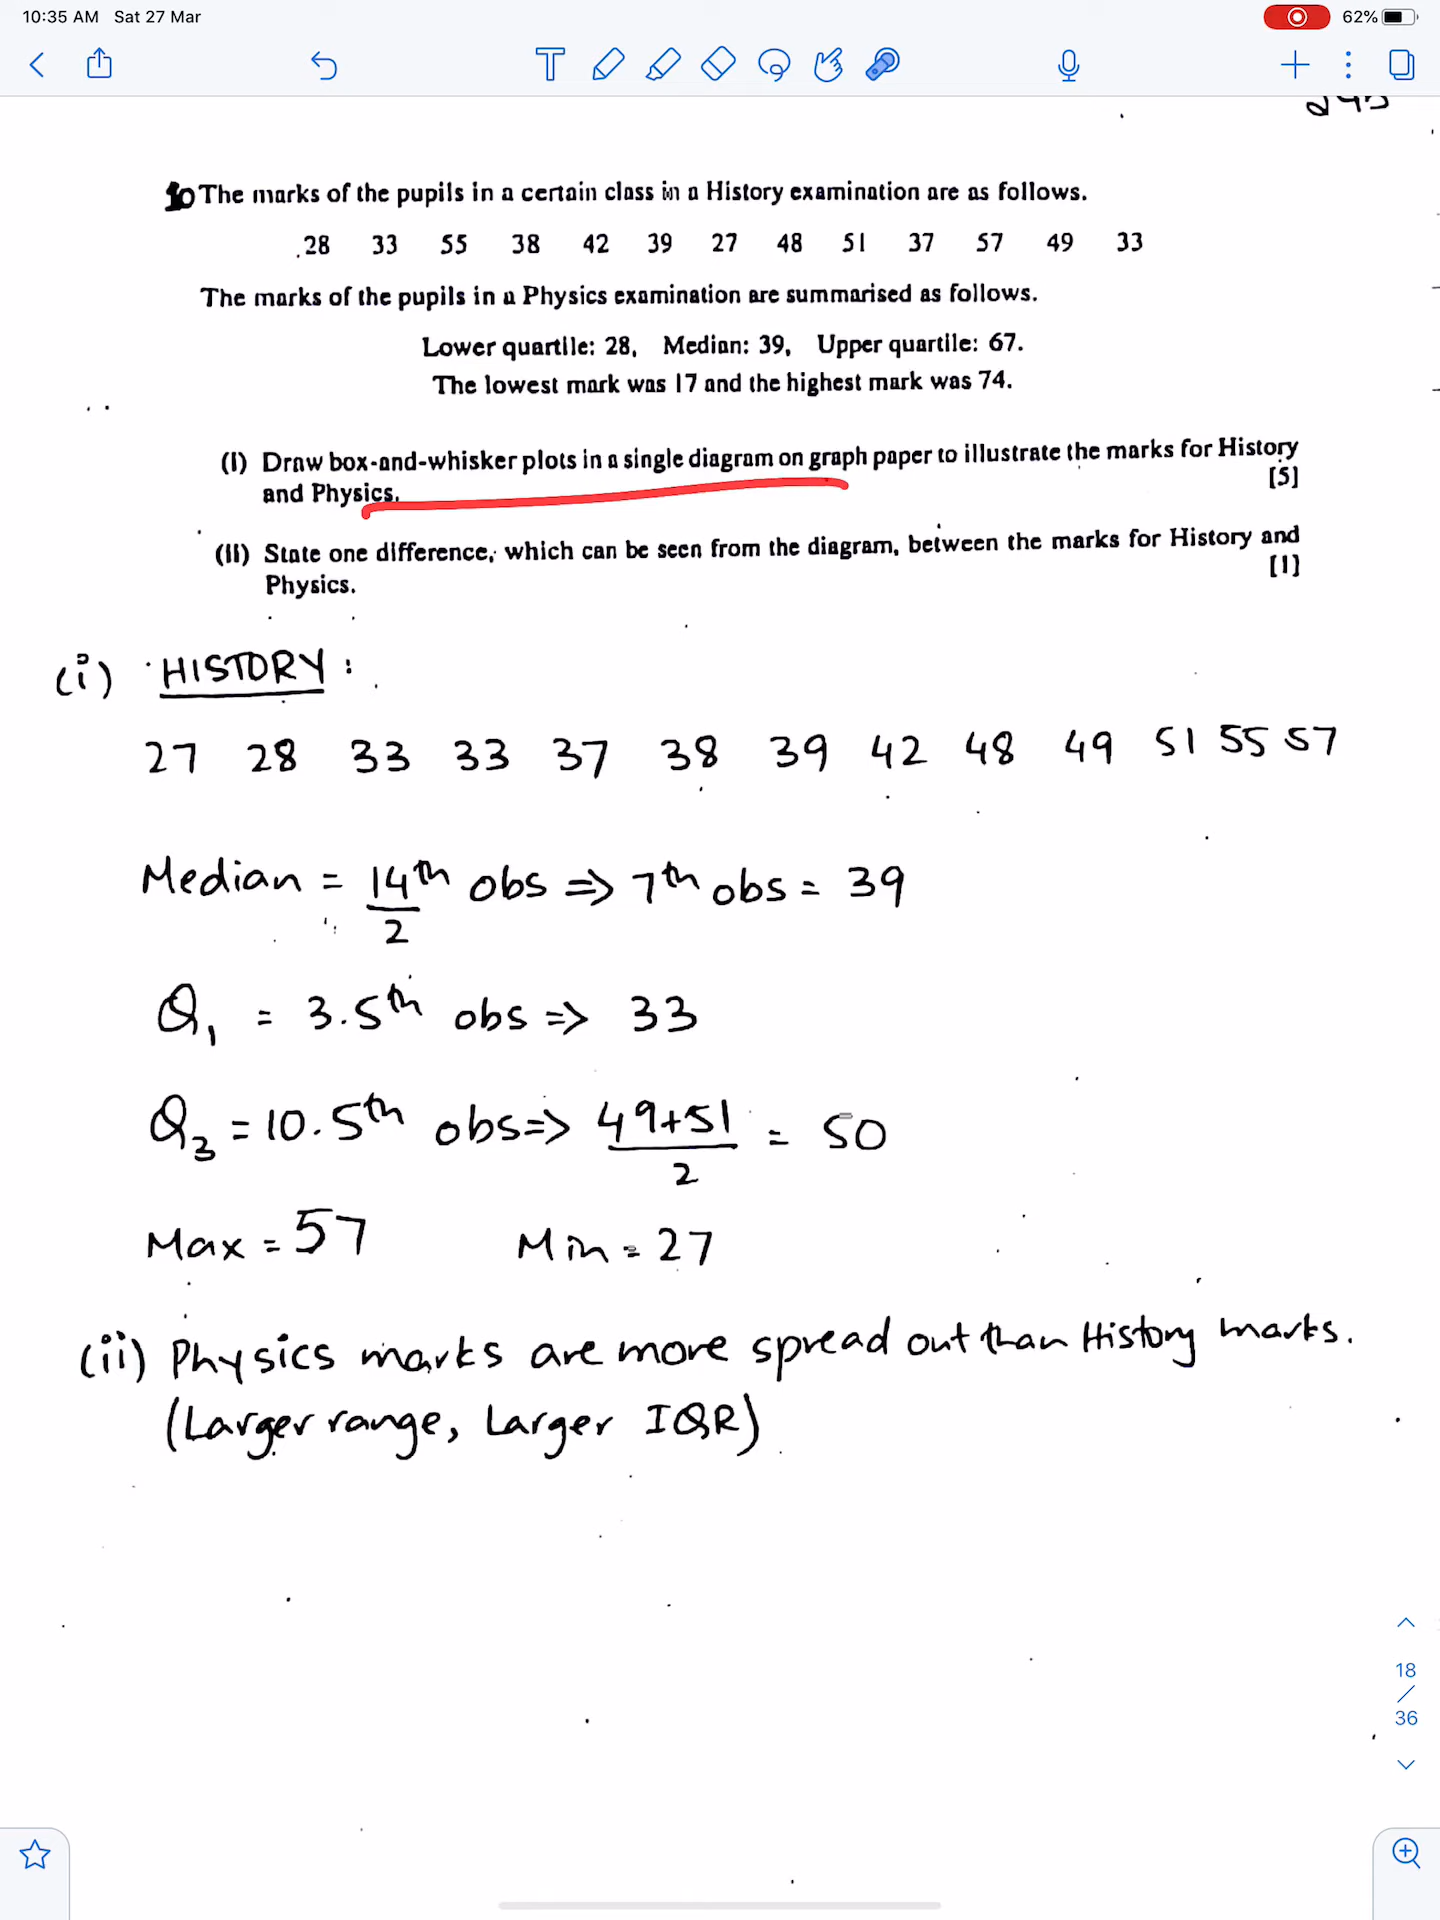 10:35 AM Sat 27 Mar
62%
10 The marks of the pupils in a certain class in a History examination are as follows.
28 33 55 38 42 39 27 48 51 37 57 49 33
The marks of the pupils in a Physics examination are summarised as follows.
Lower quartile: 28, Median: 39, Upper quartile: 67.
The lowest mark was 17 and the highest mark was 74.
(i) Draw box-and-whisker plots in a single diagram on graph paper to illustrate the marks for History
and Physics. [5]
(ii) State one difference, which can be seen from the diagram, between the marks for History and
Physics. [1]
(i) HISTORY:
27 28 33 33 37 38 39 42 48 49 51 55 57
Median = 14th/2 obs => 7th obs = 39
Q1 = 3.5th obs => 33
Q3 = 10.5th obs => 49+51/2 = 50
Max = 57 Min = 27
(ii) Physics marks are more spread out than History marks.
(Larger range, Larger IQR)
18
/
36